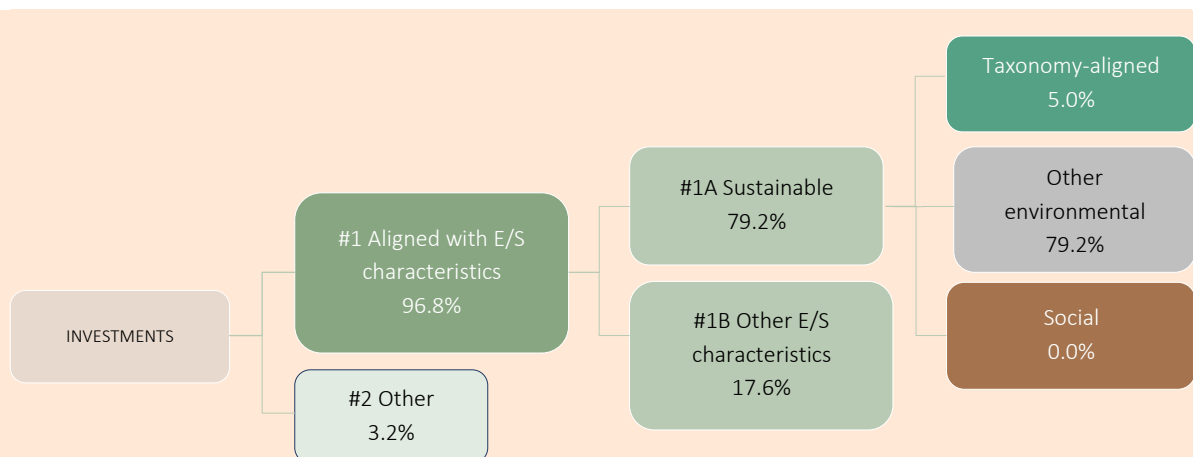 INVESTMENTS
#1 Aligned with E/S
characteristics
96.8%
#2 Other
3.2%
#1A Sustainable
79.2%
#1B Other E/S
characteristics
17.6%
Taxonomy-aligned
5.0%
Other
environmental
79.2%
Social
0.0%